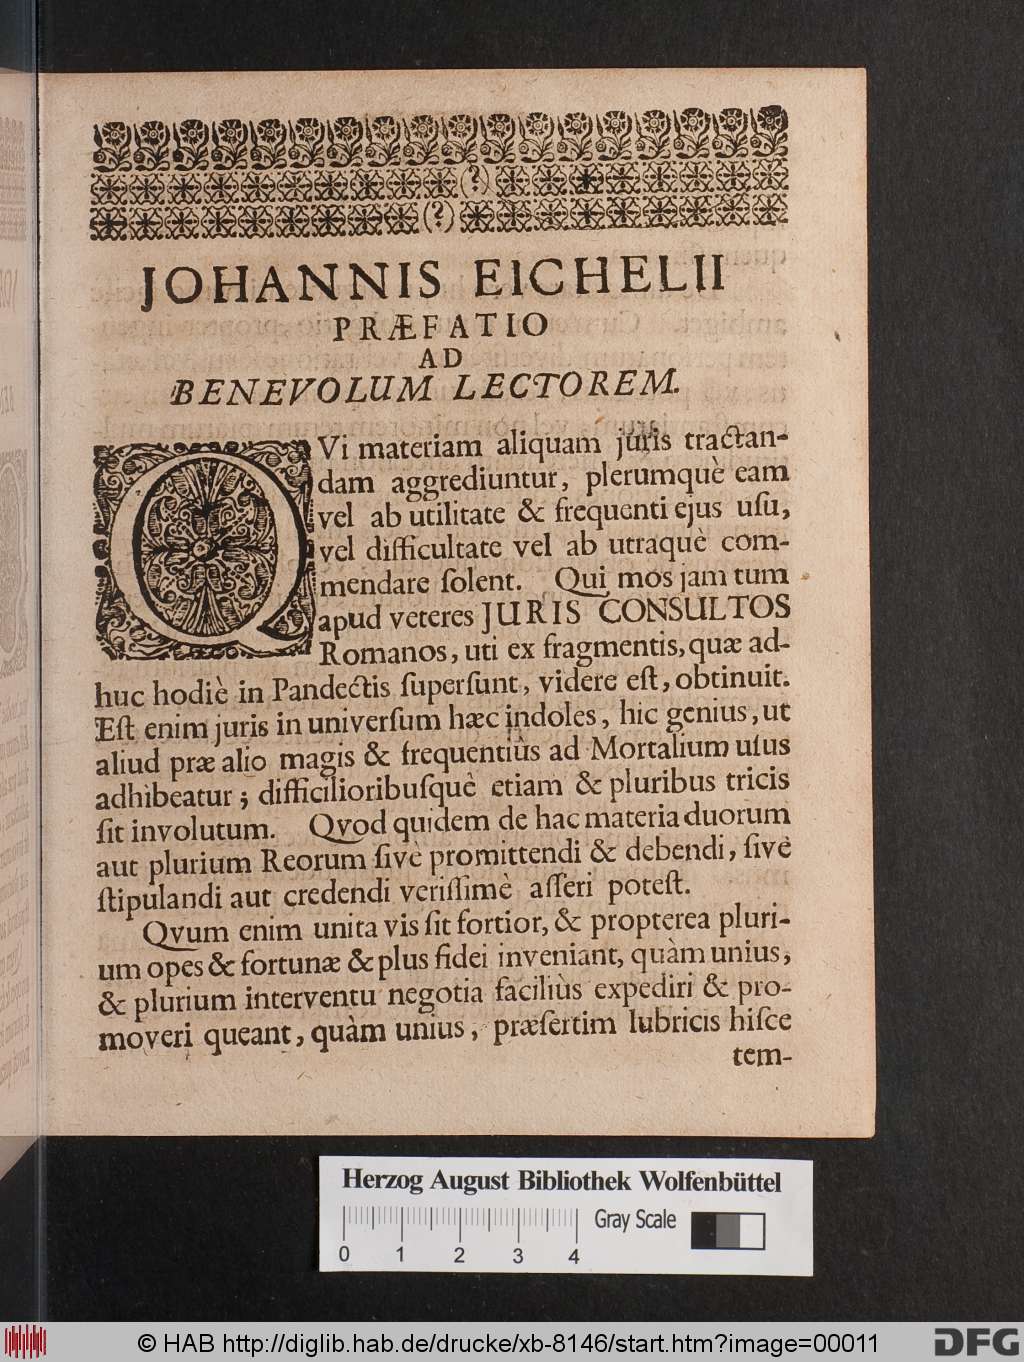 (?)
(?)
JOHANNIS EICHELII
PRÆFATIO
AD
BENEVOLUM LECTOREM.
QVi materiam aliquam juris tractan-
dam aggrediuntur, plerumquè eam
vel ab utilitate & frequenti ejus uſu,
vel difficultate vel ab utraquè com-
mendare ſolent. Qui mos jam tum
apud veteres JURIS CONSULTOS
Romanos, uti ex fragmentis, quæ ad-
huc hodiè in Pandectis ſuperſunt, videre eſt, obtinuit.
Eſt enim juris in univerſum hæc indoles, hic genius, ut
aliud præ alio magis & frequentiùs ad Mortalium uſus
adhibeatur; difficilioribuſquè etiam & pluribus tricis
ſit involutum. Qvod quidem de hac materia duorum
aut plurium Reorum ſivè promittendi & debendi, ſivè
ſtipulandi aut credendi veriſſimè aſſeri poteſt.
Qvum enim unita vis ſit fortior, & propterea pluri-
um opes & fortunæ & plus fidei inveniant, quàm unius,
& plurium interventu negotia faciliùs expediri & pro-
moveri queant, quàm unius, præſertim lubricis hiſce
tem-
Herzog August Bibliothek Wolfenbüttel
Gray Scale
0 1 2 3 4
© HAB http://diglib.hab.de/drucke/xb-8146/start.htm?image=00011
DFG